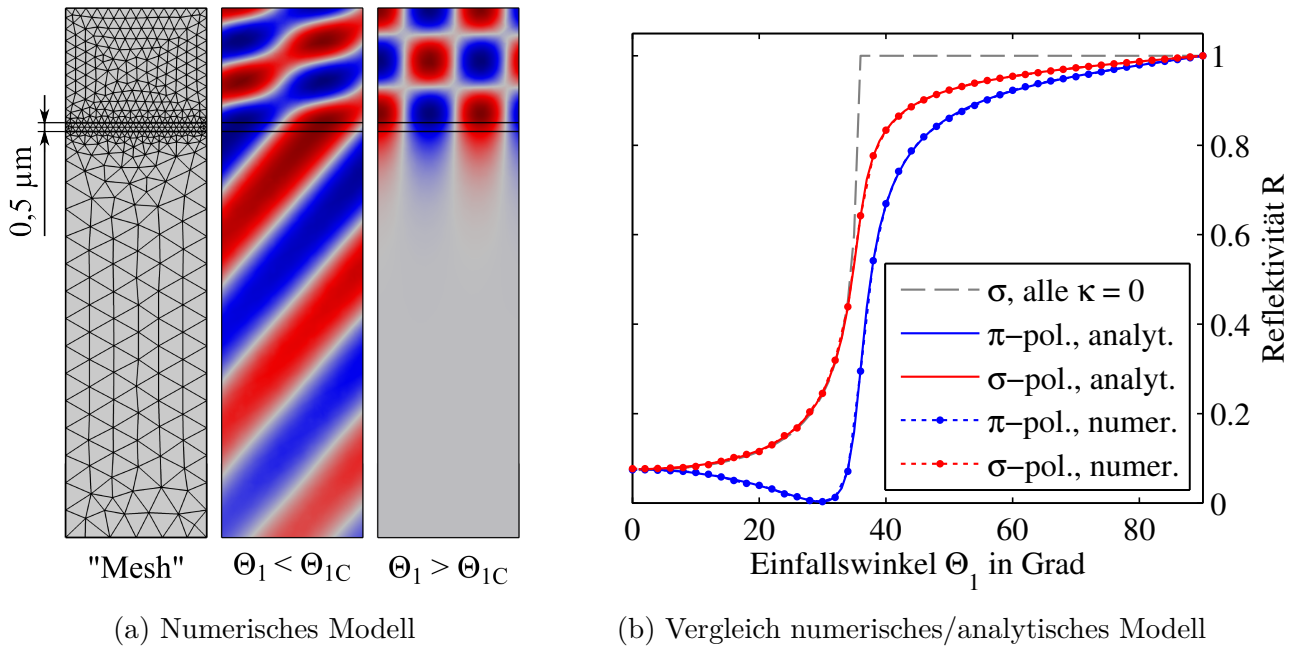 0,5 µm
"Mesh"
Θ1 < Θ1C
Θ1 > Θ1C
(a) Numerisches Modell
1
0.8
0.6
0.4
0.2
0
Reflektivität R
σ, alle κ = 0
π−pol., analyt.
σ−pol., analyt.
π−pol., numer.
σ−pol., numer.
0 20 40 60 80
Einfallswinkel Θ1 in Grad
(b) Vergleich numerisches/analytisches Modell